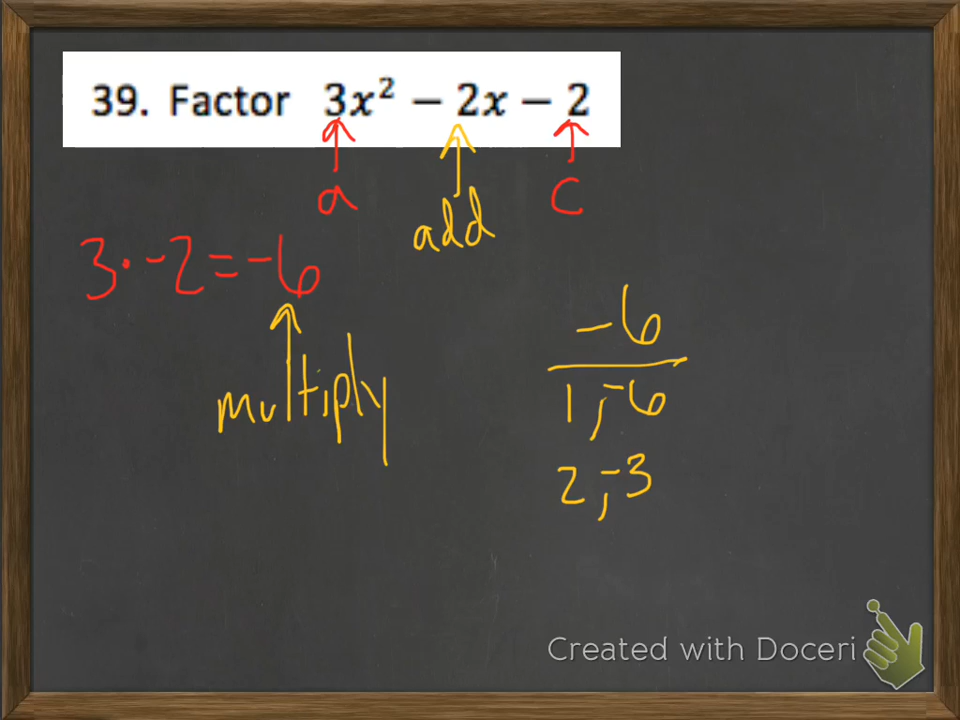 39. Factor 3x² − 2x − 2
a
add
c
3·-2=-6
multiply
-6
1,-6
2,-3
Created with Doceri